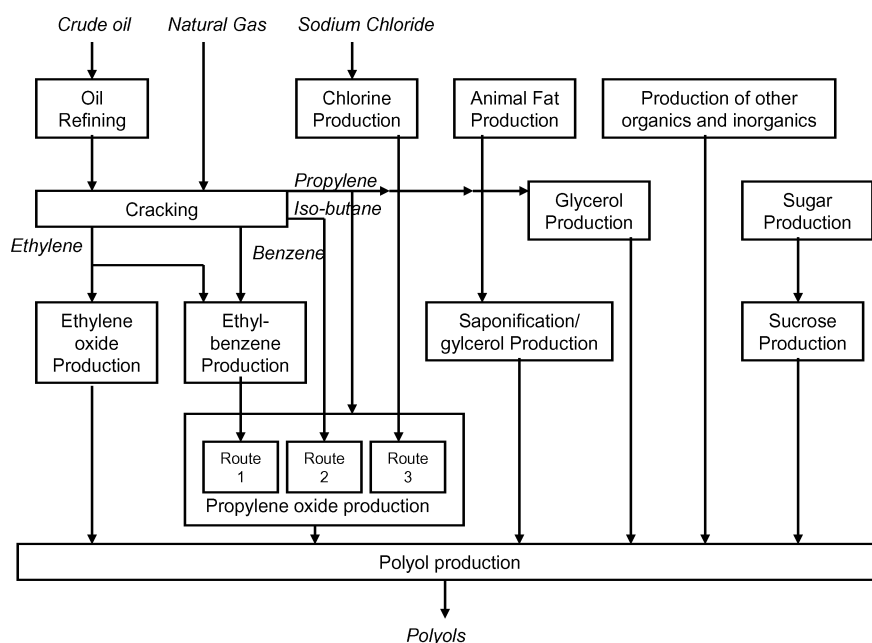 Crude oil
Natural Gas
Sodium Chloride
Oil
Refining
Chlorine
Production
Animal Fat
Production
Production of other
organics and inorganics
Propylene
Cracking
Iso-butane
Glycerol
Production
Sugar
Production
Ethylene
Benzene
Ethylene
oxide
Production
Ethyl-
benzene
Production
Saponification/
gylcerol Production
Sucrose
Production
Route
1
Route
2
Route
3
Propylene oxide production
Polyol production
Polyols